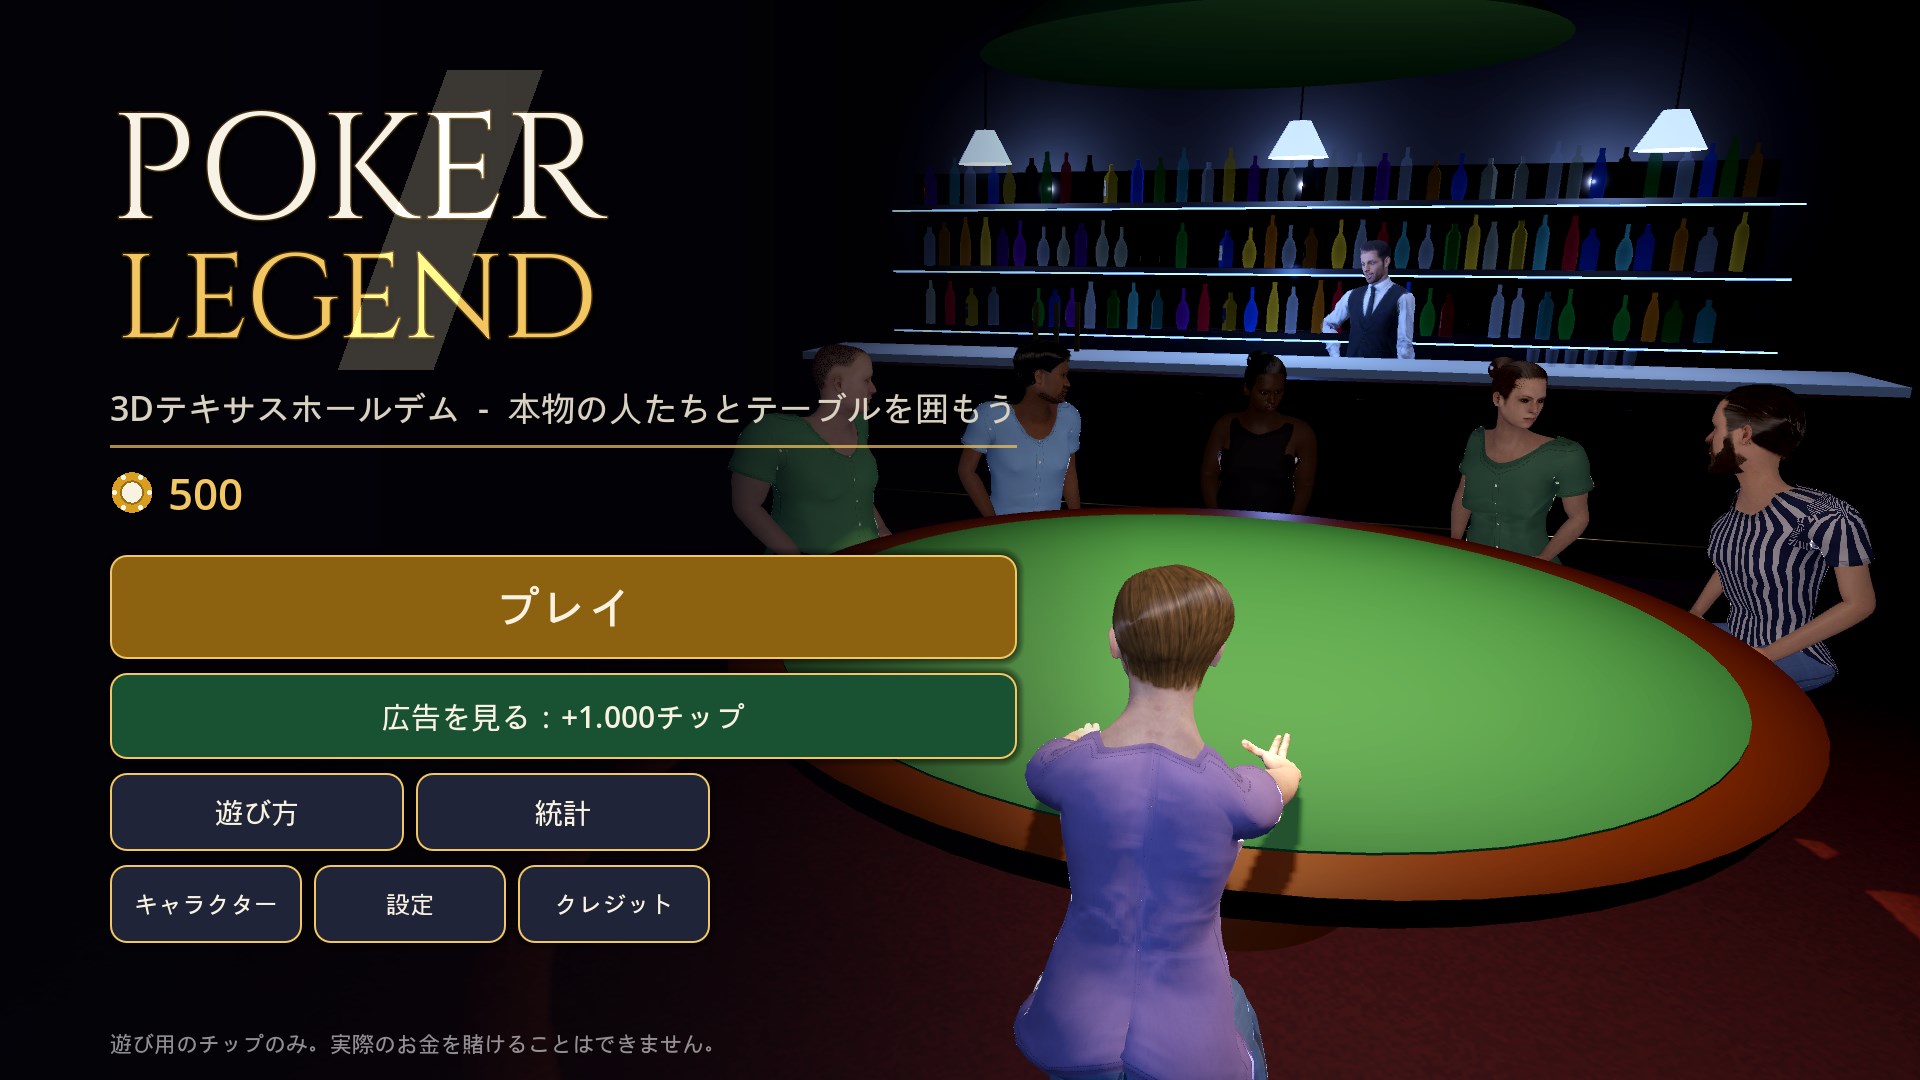 POKER
LEGEND
3Dテキサスホールデム - 本物の人たちとテーブルを囲もう
500
プレイ
広告を見る：+1.000チップ
遊び方
統計
キャラクター
設定
クレジット
遊び用のチップのみ。実際のお金を賭けることはできません。